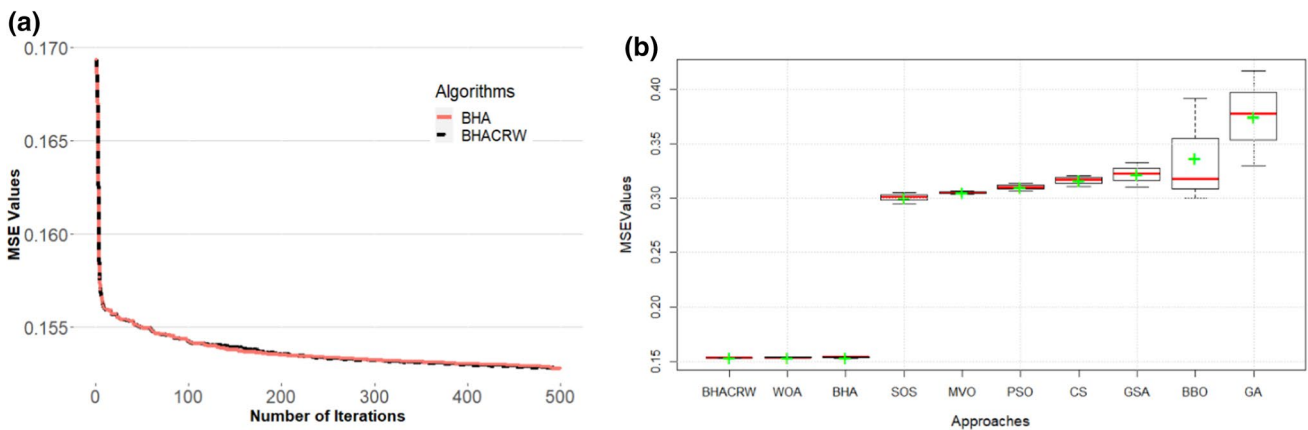 (a)
0.170
0.165
0.160
0.155
MSE Values
Algorithms
BHA
BHACRW
0 100 200 300 400 500
Number of Iterations
(b)
0.40
0.35
0.30
0.25
0.20
0.15
MSEValues
BHACRW WOA BHA SOS MVO PSO CS GSA BBO GA
Approaches